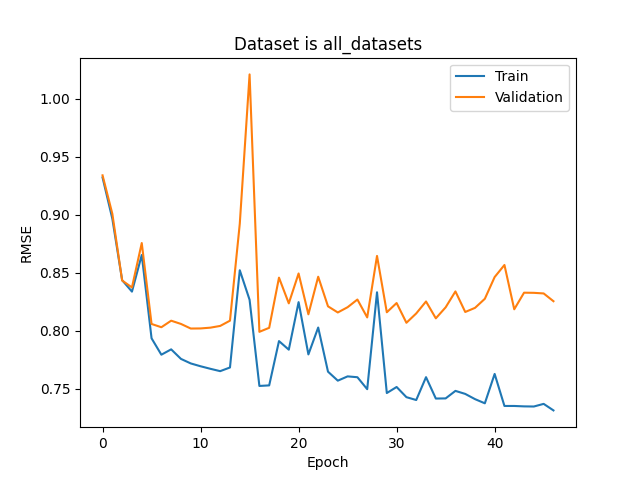 Dataset is all_datasets
Train
Validation
1.00
0.95
0.90
0.85
0.80
0.75
RMSE
0 10 20 30 40
Epoch